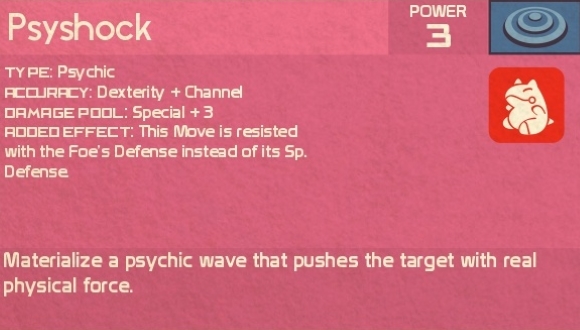 Psyshock
POWER
3
TYPE: Psychic
ACCURACY: Dexterity + Channel
DAMAGE POOL: Special + 3
ADDED EFFECT: This Move is resisted
with the Foe's Defense instead of its Sp.
Defense.
Materialize a psychic wave that pushes the target with real
physical force.